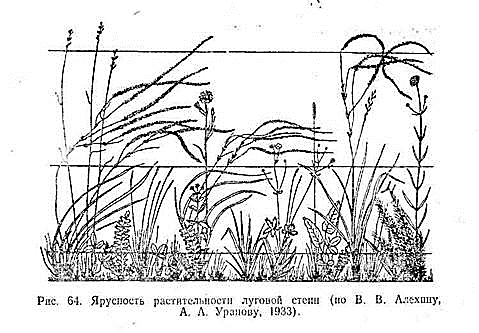 Рис. 64. Ярусность растительности луговой степи (по В. В. Алехину,
А. А. Уранову, 1933).